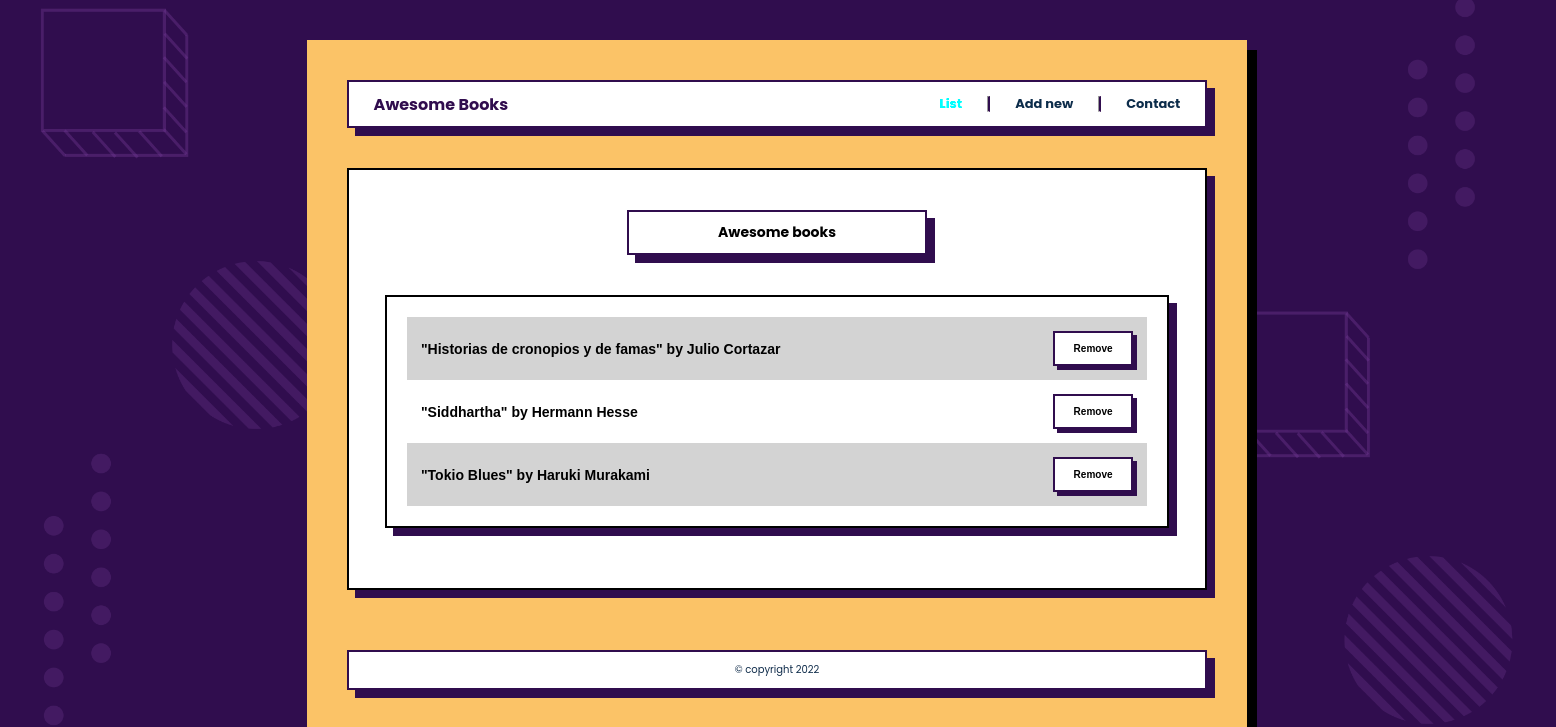 Awesome Books
List | Add new | Contact
Awesome books
"Historias de cronopios y de famas" by Julio Cortazar
Remove
"Siddhartha" by Hermann Hesse
Remove
"Tokio Blues" by Haruki Murakami
Remove
© copyright 2022